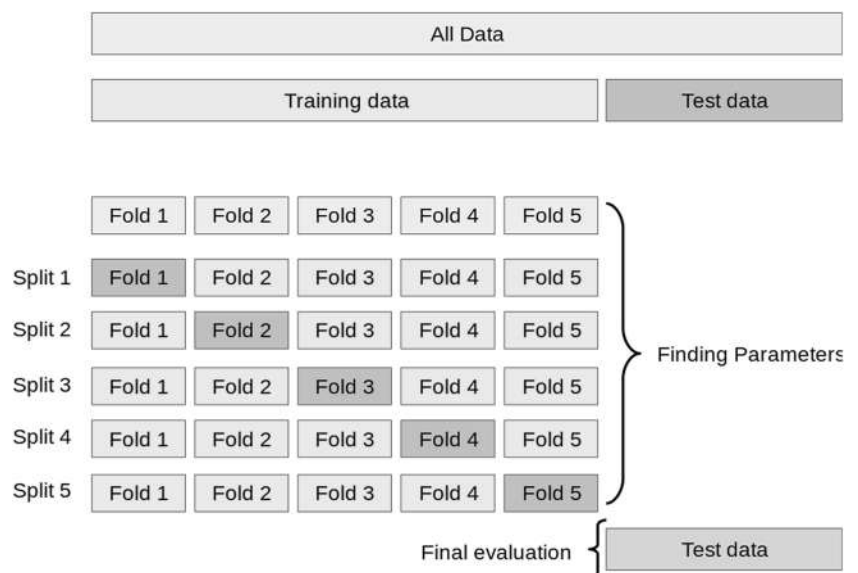 All Data
Training data Test data
Fold 1 Fold 2 Fold 3 Fold 4 Fold 5
Split 1 Fold 1 Fold 2 Fold 3 Fold 4 Fold 5
Split 2 Fold 1 Fold 2 Fold 3 Fold 4 Fold 5
Finding Parameters
Split 3 Fold 1 Fold 2 Fold 3 Fold 4 Fold 5
Split 4 Fold 1 Fold 2 Fold 3 Fold 4 Fold 5
Split 5 Fold 1 Fold 2 Fold 3 Fold 4 Fold 5
Final evaluation Test data